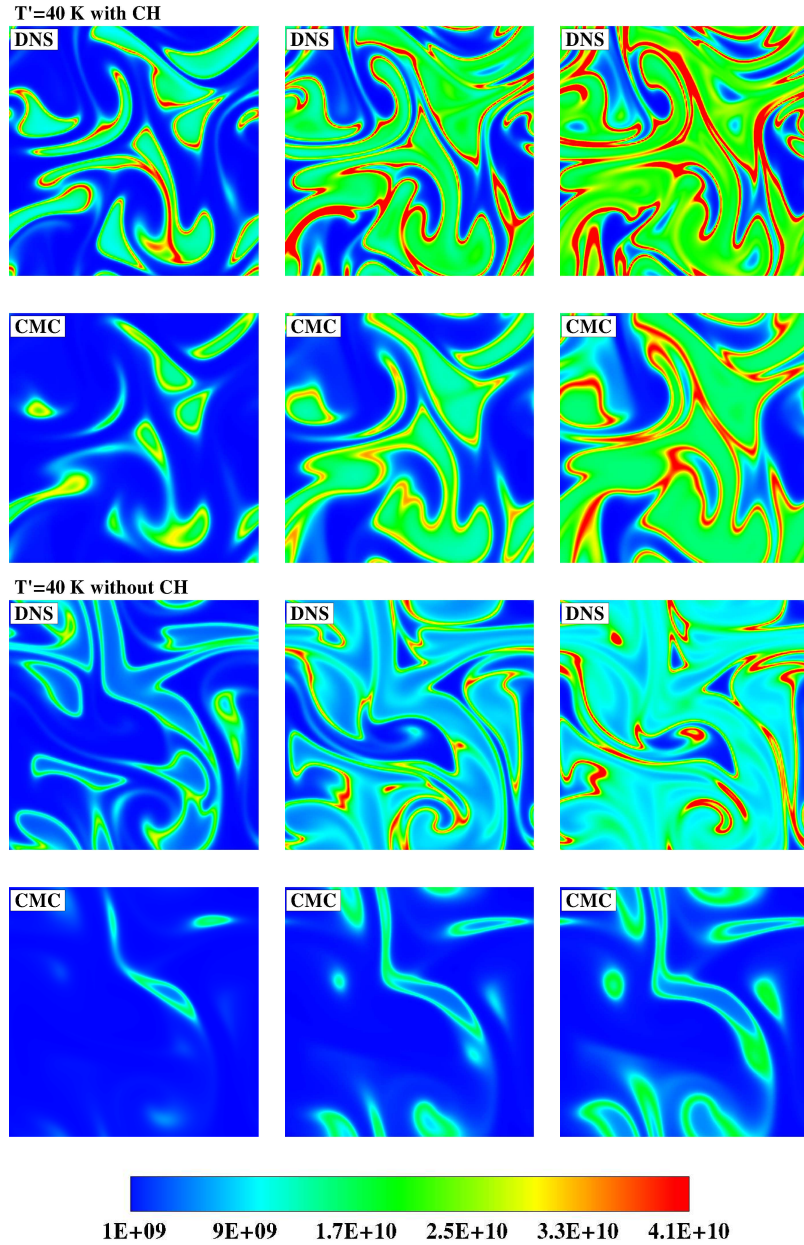 T'=40 K with CH
DNS DNS DNS
CMC CMC CMC
T'=40 K without CH
DNS DNS DNS
CMC CMC CMC
1E+09 9E+09 1.7E+10 2.5E+10 3.3E+10 4.1E+10